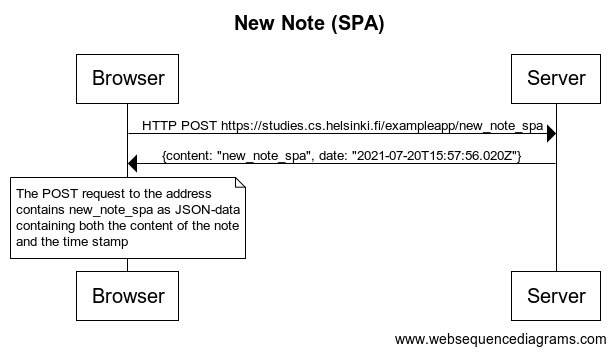 New Note (SPA)
Browser
Server
HTTP POST https://studies.cs.helsinki.fi/exampleapp/new_note_spa
{content: "new_note_spa", date: "2021-07-20T15:57:56.020Z"}
The POST request to the address
contains new_note_spa as JSON-data
containing both the content of the note
and the time stamp
Browser
Server
www.websequencediagrams.com